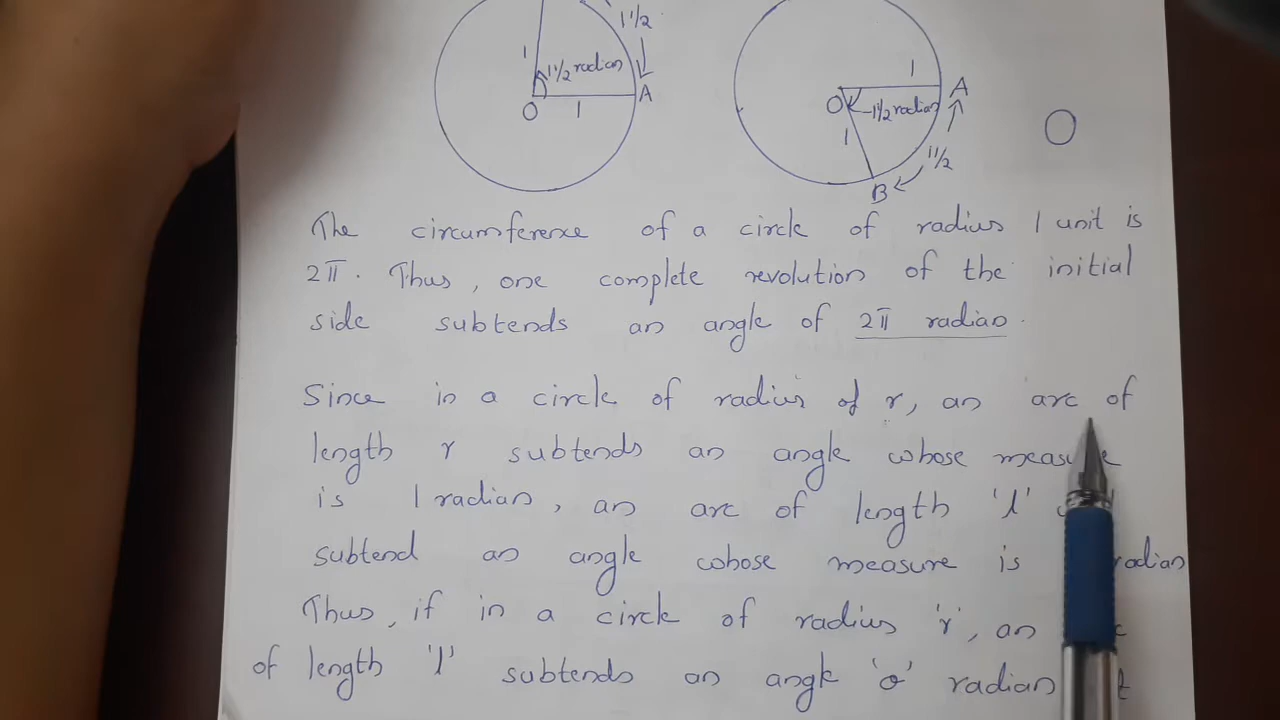 1 1½
1 1½ radian
1
O
1
A
1
A
O
1½ radian
1
1½
B
The circumference of a circle of radius 1 unit is
2π. Thus, one complete revolution of the initial
side subtends an angle of 2π radian.
Since in a circle of radius of r, an arc of
length r subtends an angle whose measure
is 1 radian, an arc of length 'l'
subtend an angle whose measure is radian
Thus, if in a circle of radius 'r', an
of length 'l' subtends an angle 'θ' radian